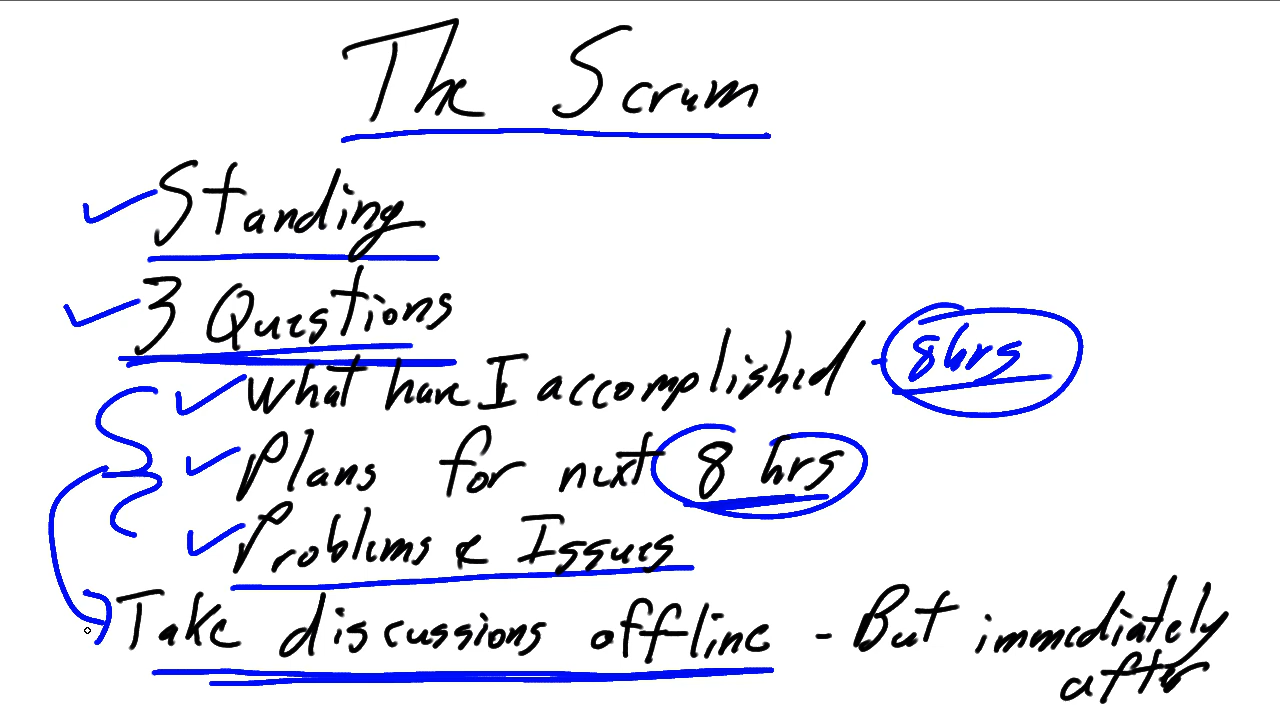 The Scrum
Standing
3 Questions
What have I accomplished - 8hrs
Plans for next 8 hrs
Problems & Issues
Take discussions offline - But immediately
after